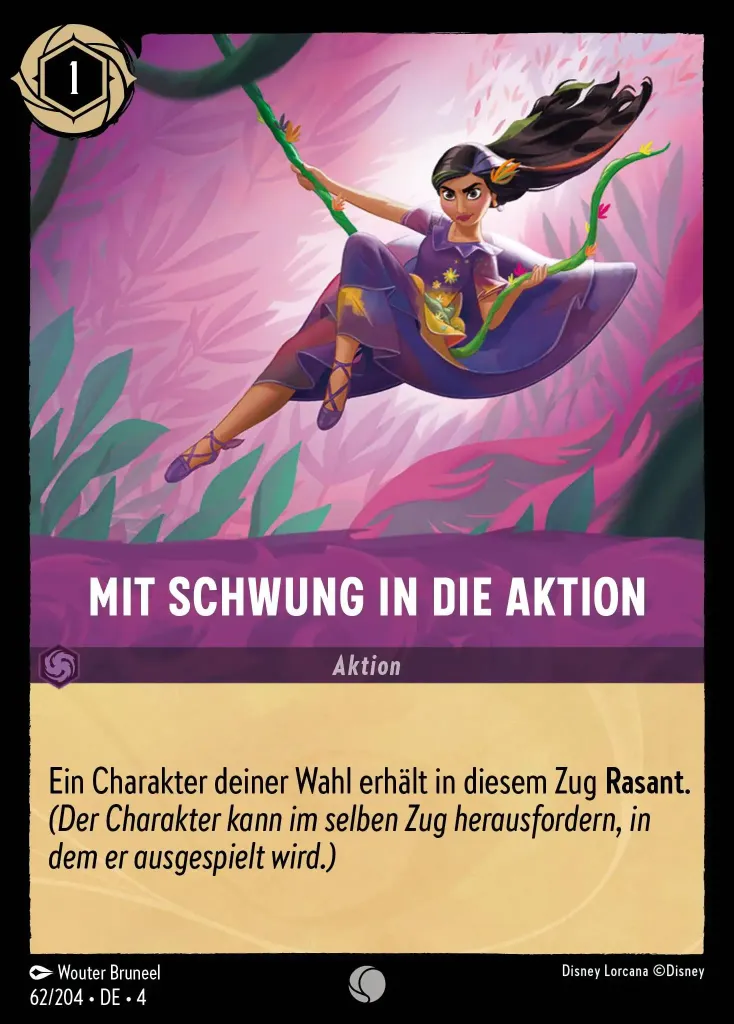 1
MIT SCHWUNG IN DIE AKTION
Aktion
Ein Charakter deiner Wahl erhält in diesem Zug Rasant.
(Der Charakter kann im selben Zug herausfordern, in
dem er ausgespielt wird.)
Wouter Bruneel
Disney Lorcana ©Disney
62/204 • DE • 4